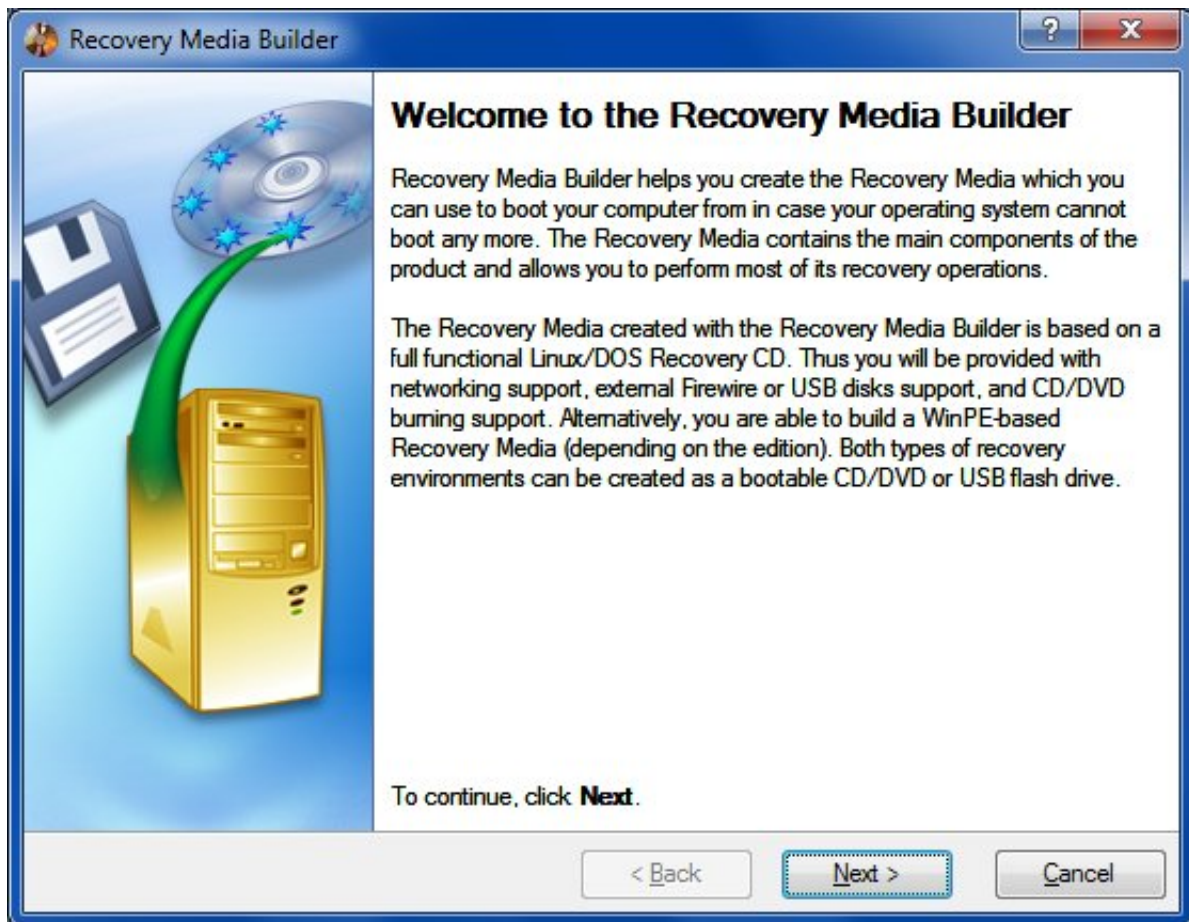 Recovery Media Builder
?
X
Welcome to the Recovery Media Builder
Recovery Media Builder helps you create the Recovery Media which you
can use to boot your computer from in case your operating system cannot
boot any more. The Recovery Media contains the main components of the
product and allows you to perform most of its recovery operations.
The Recovery Media created with the Recovery Media Builder is based on a
full functional Linux/DOS Recovery CD. Thus you will be provided with
networking support, external Firewire or USB disks support, and CD/DVD
burning support. Alternatively, you are able to build a WinPE-based
Recovery Media (depending on the edition). Both types of recovery
environments can be created as a bootable CD/DVD or USB flash drive.
To continue, click Next.
< Back
Next >
Cancel